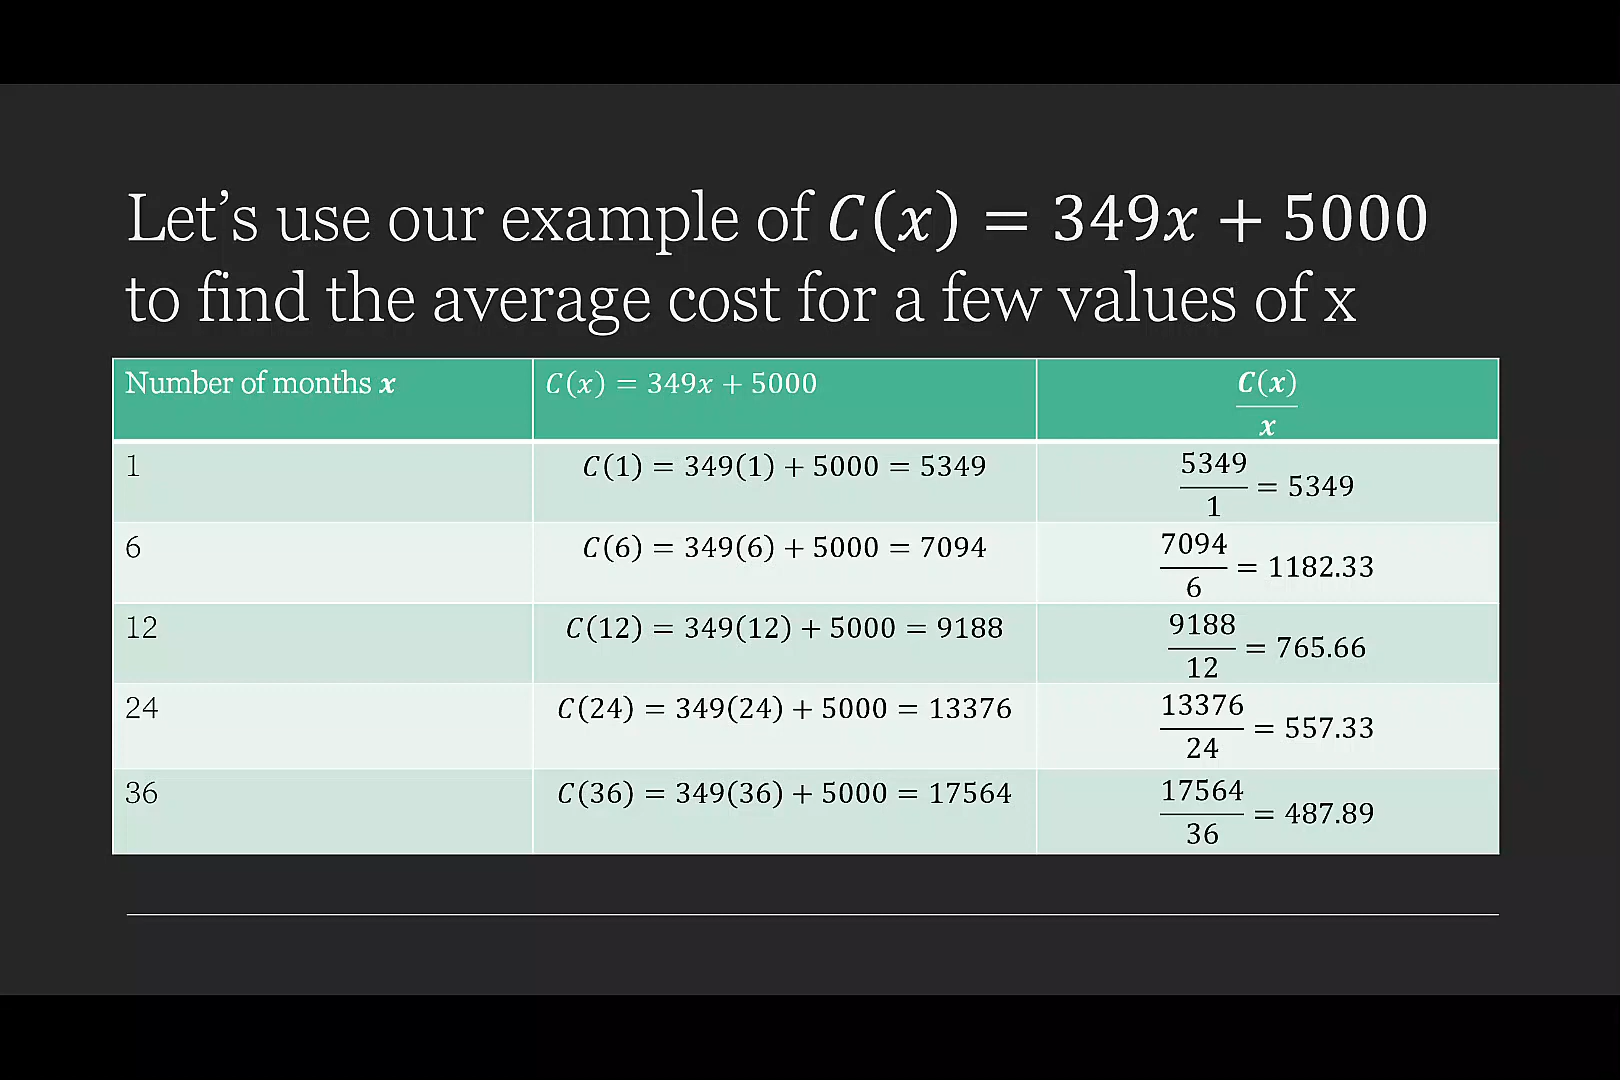 Let’s use our example of C(x) = 349x + 5000
to find the average cost for a few values of x
Number of months x
C(x) = 349x + 5000
C(x)
x
1
C(1) = 349(1) + 5000 = 5349
5349
1
= 5349
6
C(6) = 349(6) + 5000 = 7094
7094
6
= 1182.33
12
C(12) = 349(12) + 5000 = 9188
9188
12
= 765.66
24
C(24) = 349(24) + 5000 = 13376
13376
24
= 557.33
36
C(36) = 349(36) + 5000 = 17564
17564
36
= 487.89